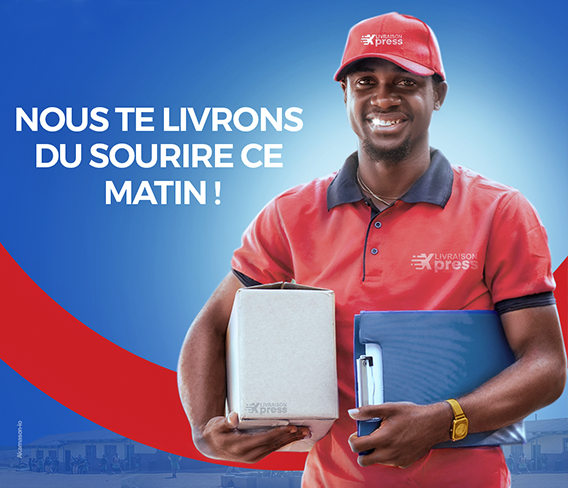 LIVRAISON
Xpress
NOUS TE LIVRONS
DU SOURIRE CE
MATIN !
LIVRAISON
Xpress
LIVRAISON
Xpress